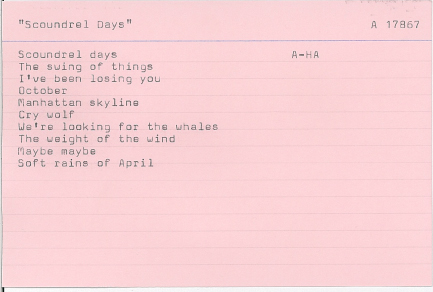 "Scoundrel Days" A 17867
Scoundrel days A-HA
The swing of things
I've been losing you
October
Manhattan skyline
Cry wolf
We're looking for the whales
The weight of the wind
Maybe maybe
Soft rains of April